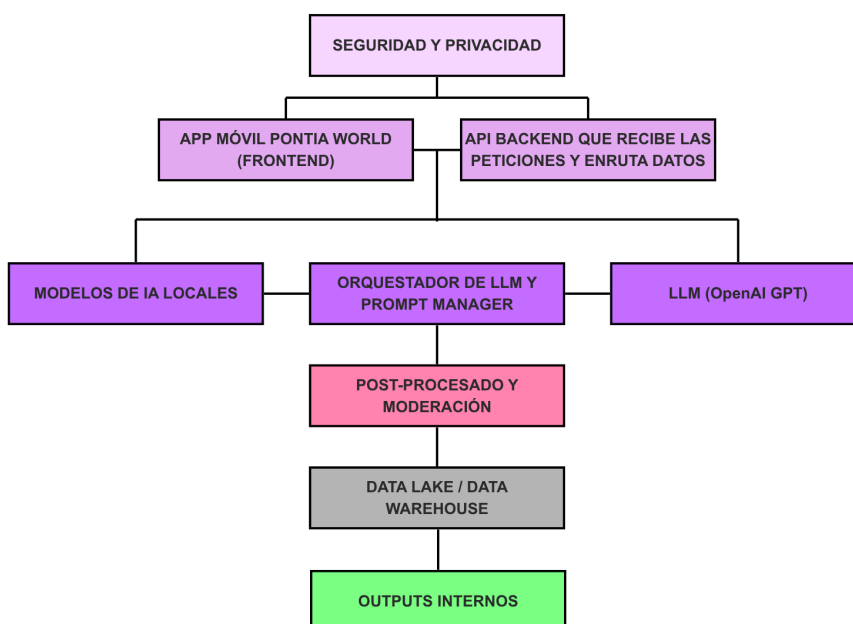 SEGURIDAD Y PRIVACIDAD
APP MÓVIL PONTIA WORLD
(FRONTEND)
API BACKEND QUE RECIBE LAS
PETICIONES Y ENRUTA DATOS
MODELOS DE IA LOCALES
ORQUESTADOR DE LLM Y
PROMPT MANAGER
LLM (OpenAI GPT)
POST-PROCESADO Y
MODERACIÓN
DATA LAKE / DATA
WAREHOUSE
OUTPUTS INTERNOS